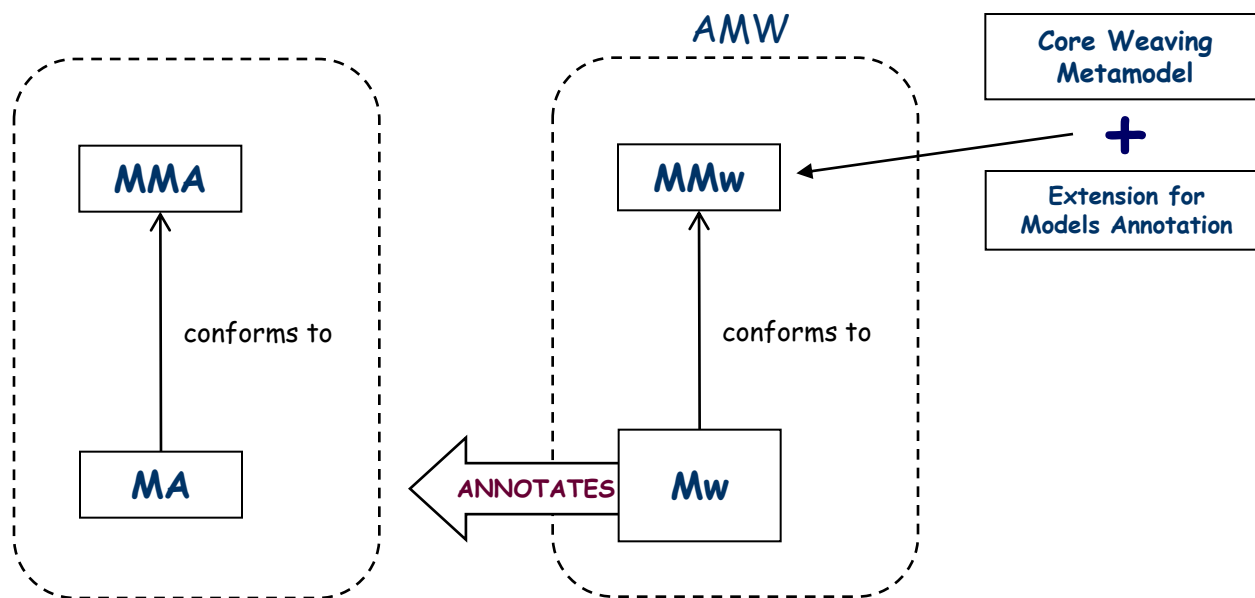 AMW
Core Weaving
Metamodel
+
Extension for
Models Annotation
MMA
MMw
conforms to
conforms to
MA
ANNOTATES
Mw